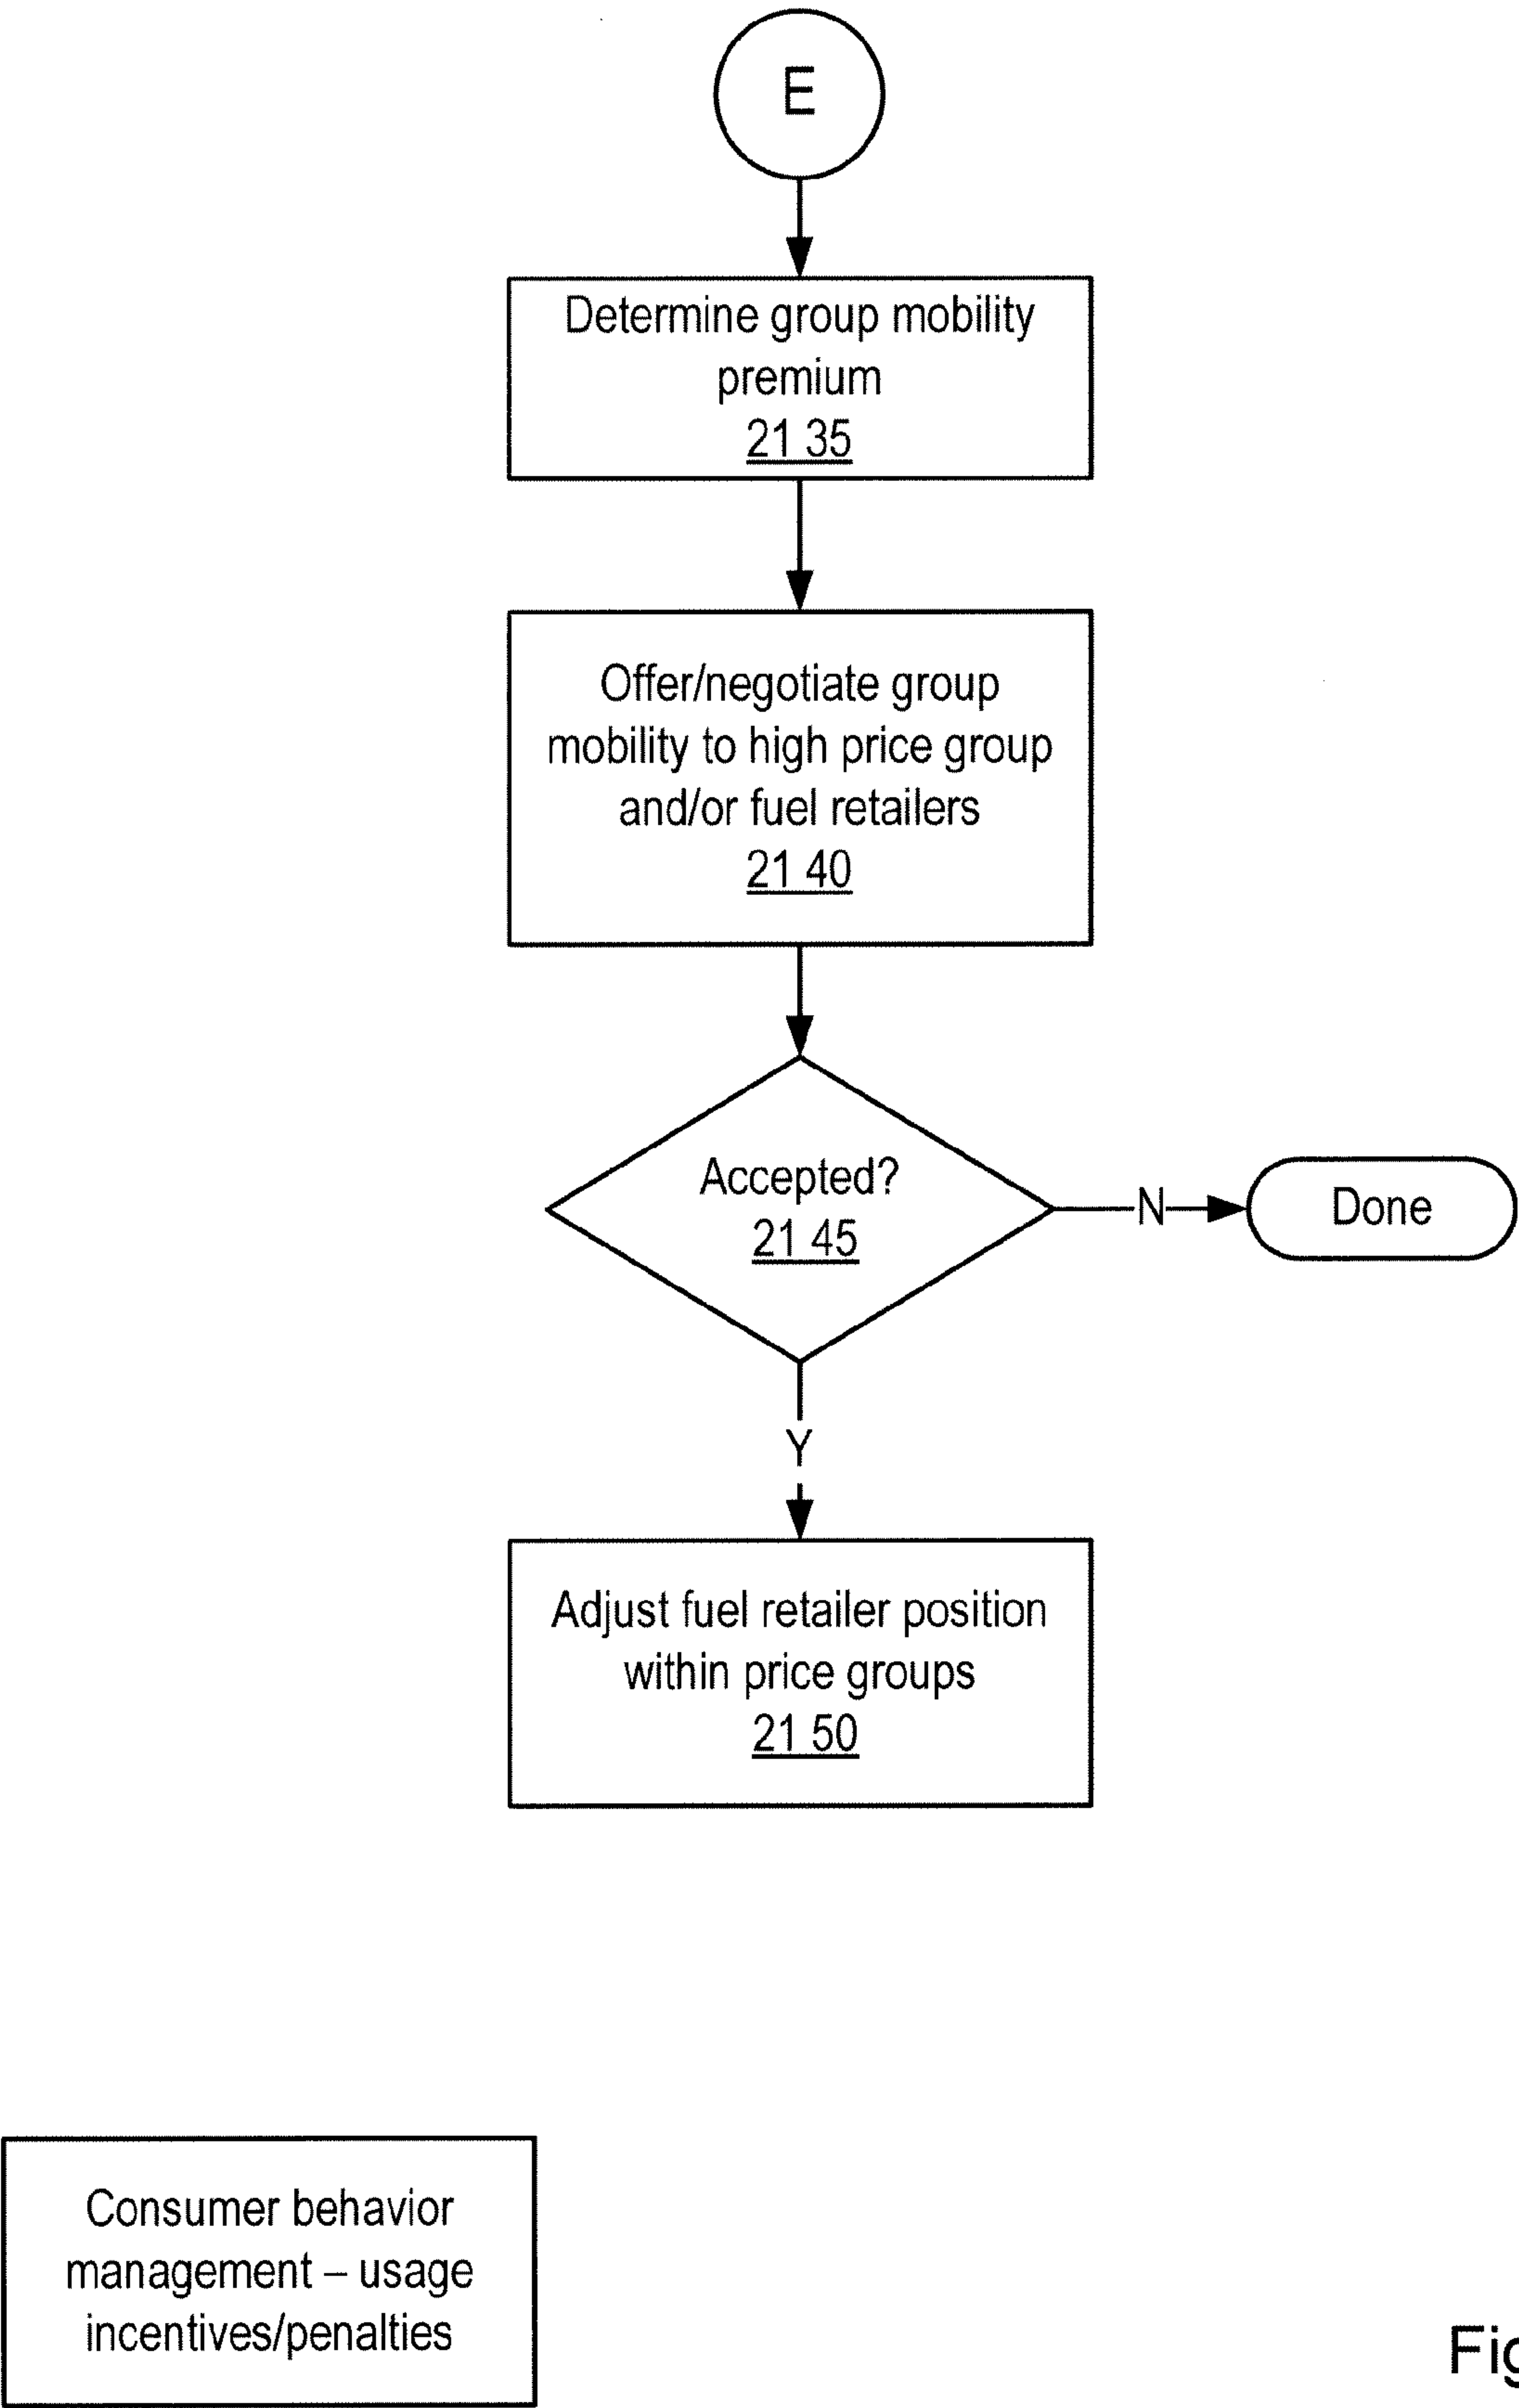 E
Determine group mobility
premium
21 35
Offer/negotiate group
mobility to high price group
and/or fuel retailers
21 40
Accepted?
21 45
N
Done
Y
Adjust fuel retailer position
within price groups
21 50
Consumer behavior
management – usage
incentives/penalties